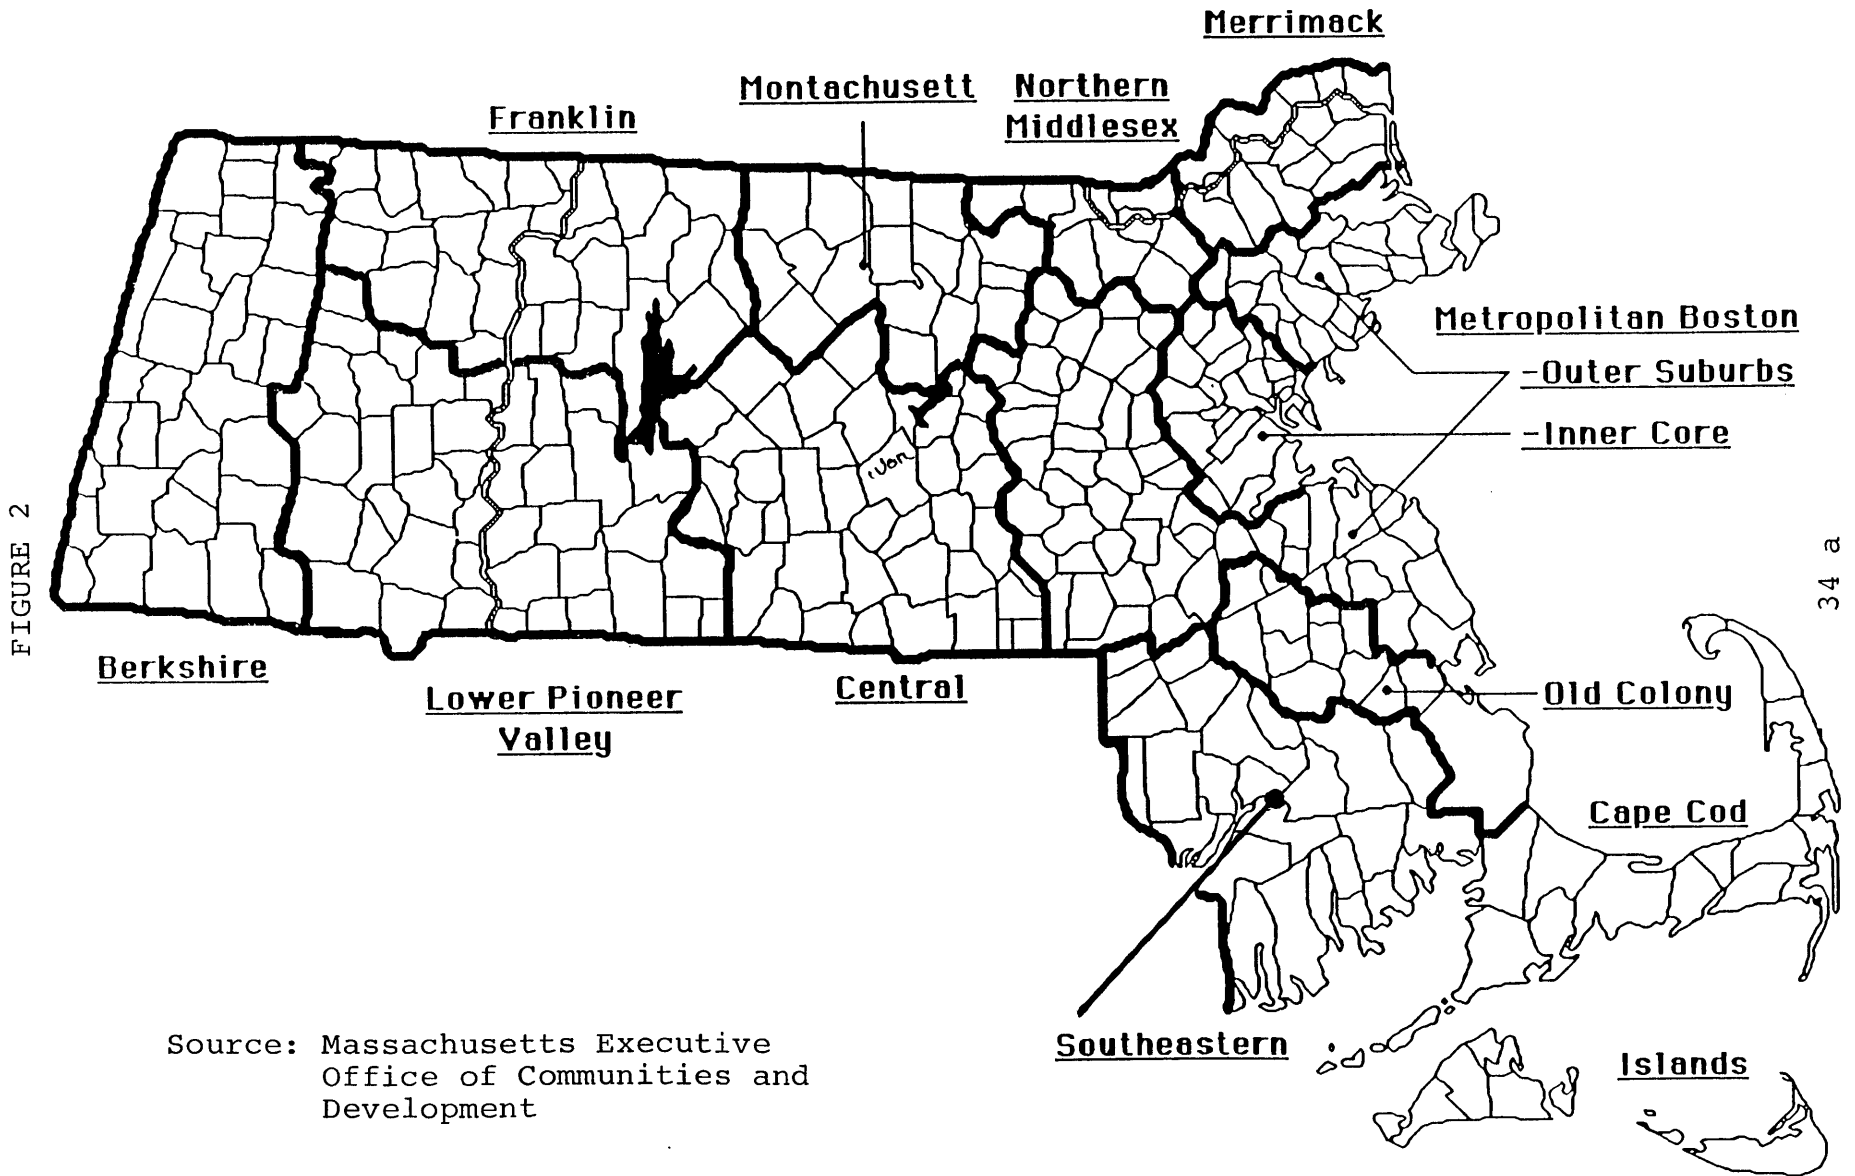 Merrimack
Montachusett
Northern
Middlesex
Franklin
Metropolitan Boston
-Outer Suburbs
-Inner Core
FIGURE 2
34 a
Berkshire
Lower Pioneer
Valley
Central
Old Colony
Cape Cod
Southeastern
Islands
Source: Massachusetts Executive
Office of Communities and
Development